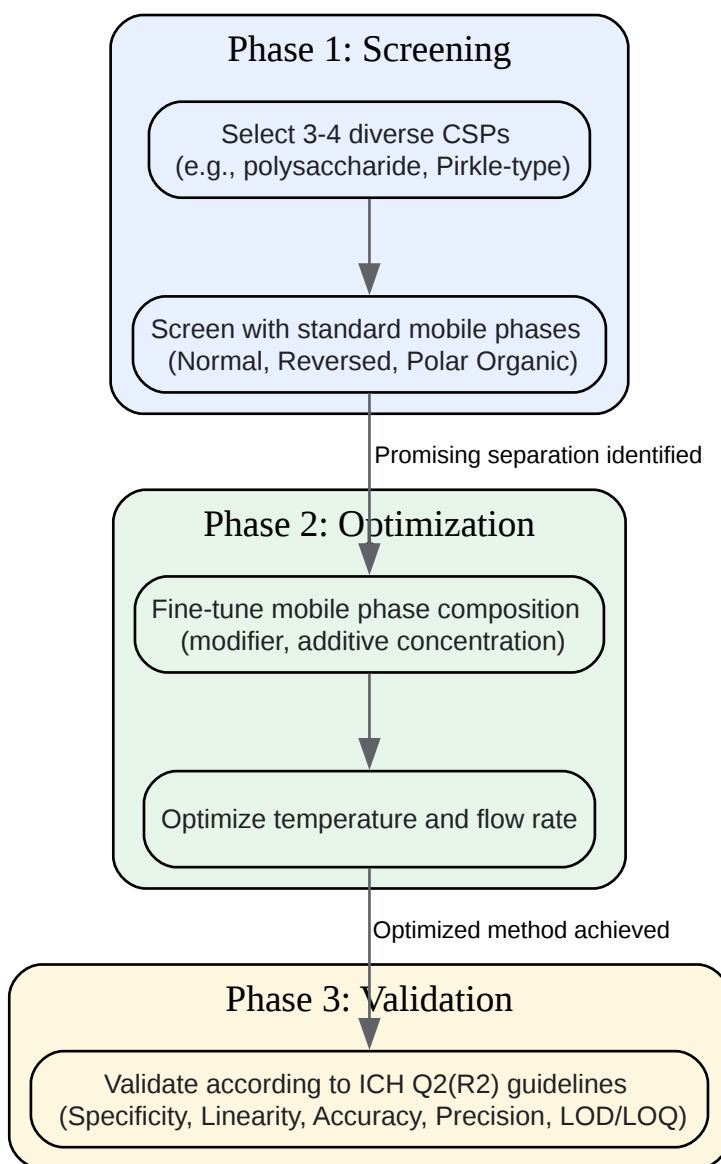 Phase 1: Screening
Select 3-4 diverse CSPs
(e.g., polysaccharide, Pirkle-type)
Screen with standard mobile phases
(Normal, Reversed, Polar Organic)
Promising separation identified
Phase 2: Optimization
Fine-tune mobile phase composition
(modifier, additive concentration)
Optimize temperature and flow rate
Optimized method achieved
Phase 3: Validation
Validate according to ICH Q2(R2) guidelines
(Specificity, Linearity, Accuracy, Precision, LOD/LOQ)